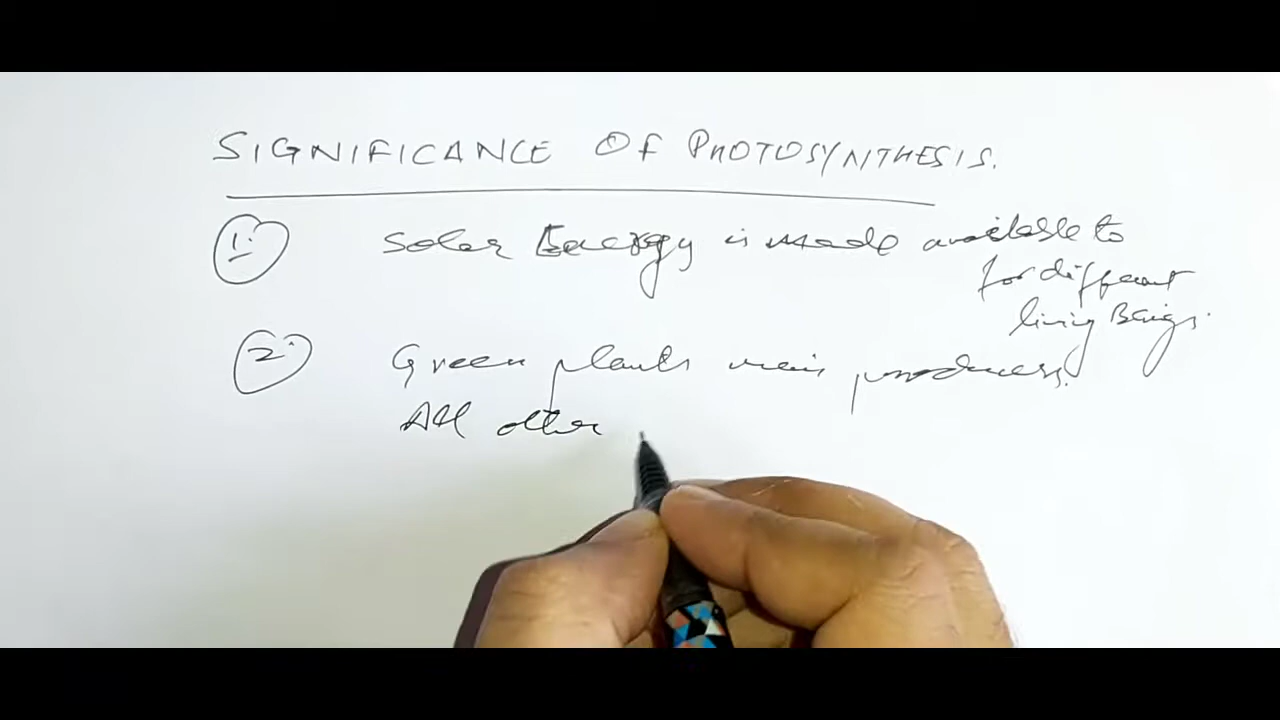 SIGNIFICANCE OF PHOTOSYNTHESIS.
1. Solar Energy is made available to
for different
living Beings.
2. Green plants main producers.
All other